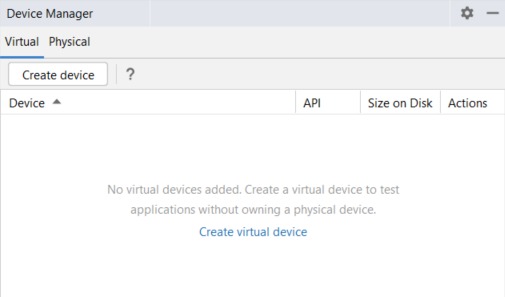 Device Manager
Virtual Physical
Create device ?
Device API Size on Disk Actions
No virtual devices added. Create a virtual device to test
applications without owning a physical device.
Create virtual device